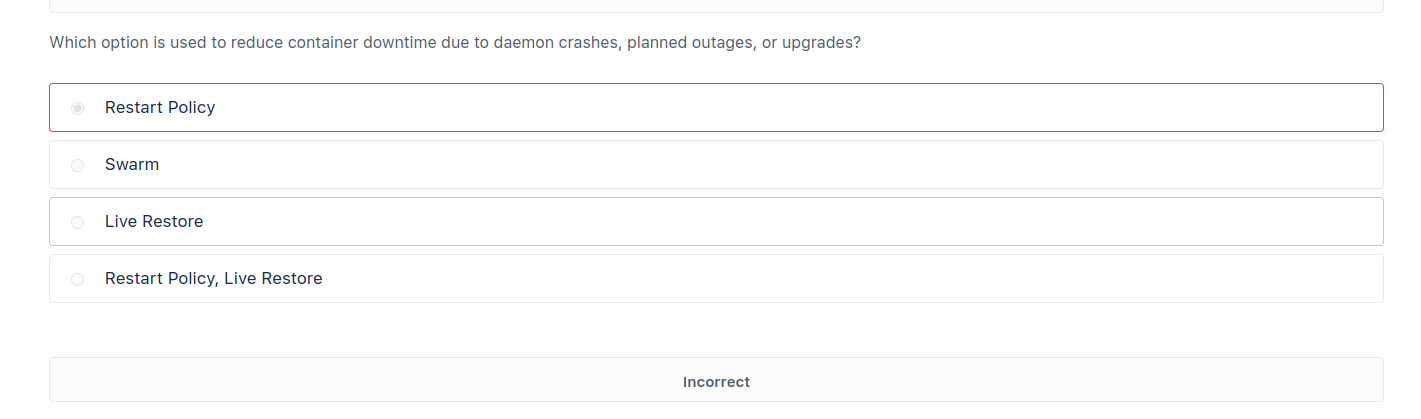 Which option is used to reduce container downtime due to daemon crashes, planned outages, or upgrades?
Restart Policy
Swarm
Live Restore
Restart Policy, Live Restore
Incorrect